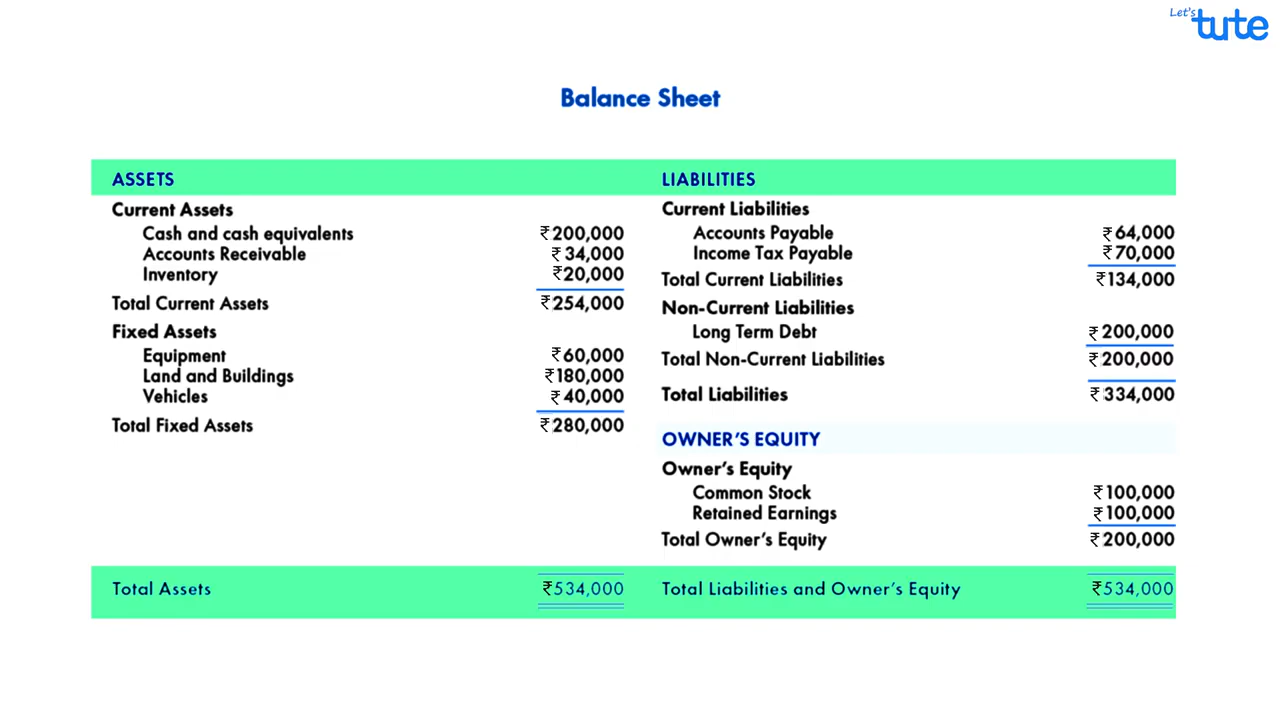 Let's
tute
Balance Sheet
ASSETS
Current Assets
Cash and cash equivalents ₹200,000
Accounts Receivable ₹34,000
Inventory ₹20,000
Total Current Assets ₹254,000
Fixed Assets
Equipment ₹60,000
Land and Buildings ₹180,000
Vehicles ₹40,000
Total Fixed Assets ₹280,000
Total Assets ₹534,000
LIABILITIES
Current Liabilities
Accounts Payable ₹64,000
Income Tax Payable ₹70,000
Total Current Liabilities ₹134,000
Non-Current Liabilities
Long Term Debt ₹200,000
Total Non-Current Liabilities ₹200,000
Total Liabilities ₹334,000
OWNER'S EQUITY
Owner's Equity
Common Stock ₹100,000
Retained Earnings ₹100,000
Total Owner's Equity ₹200,000
Total Liabilities and Owner's Equity ₹534,000